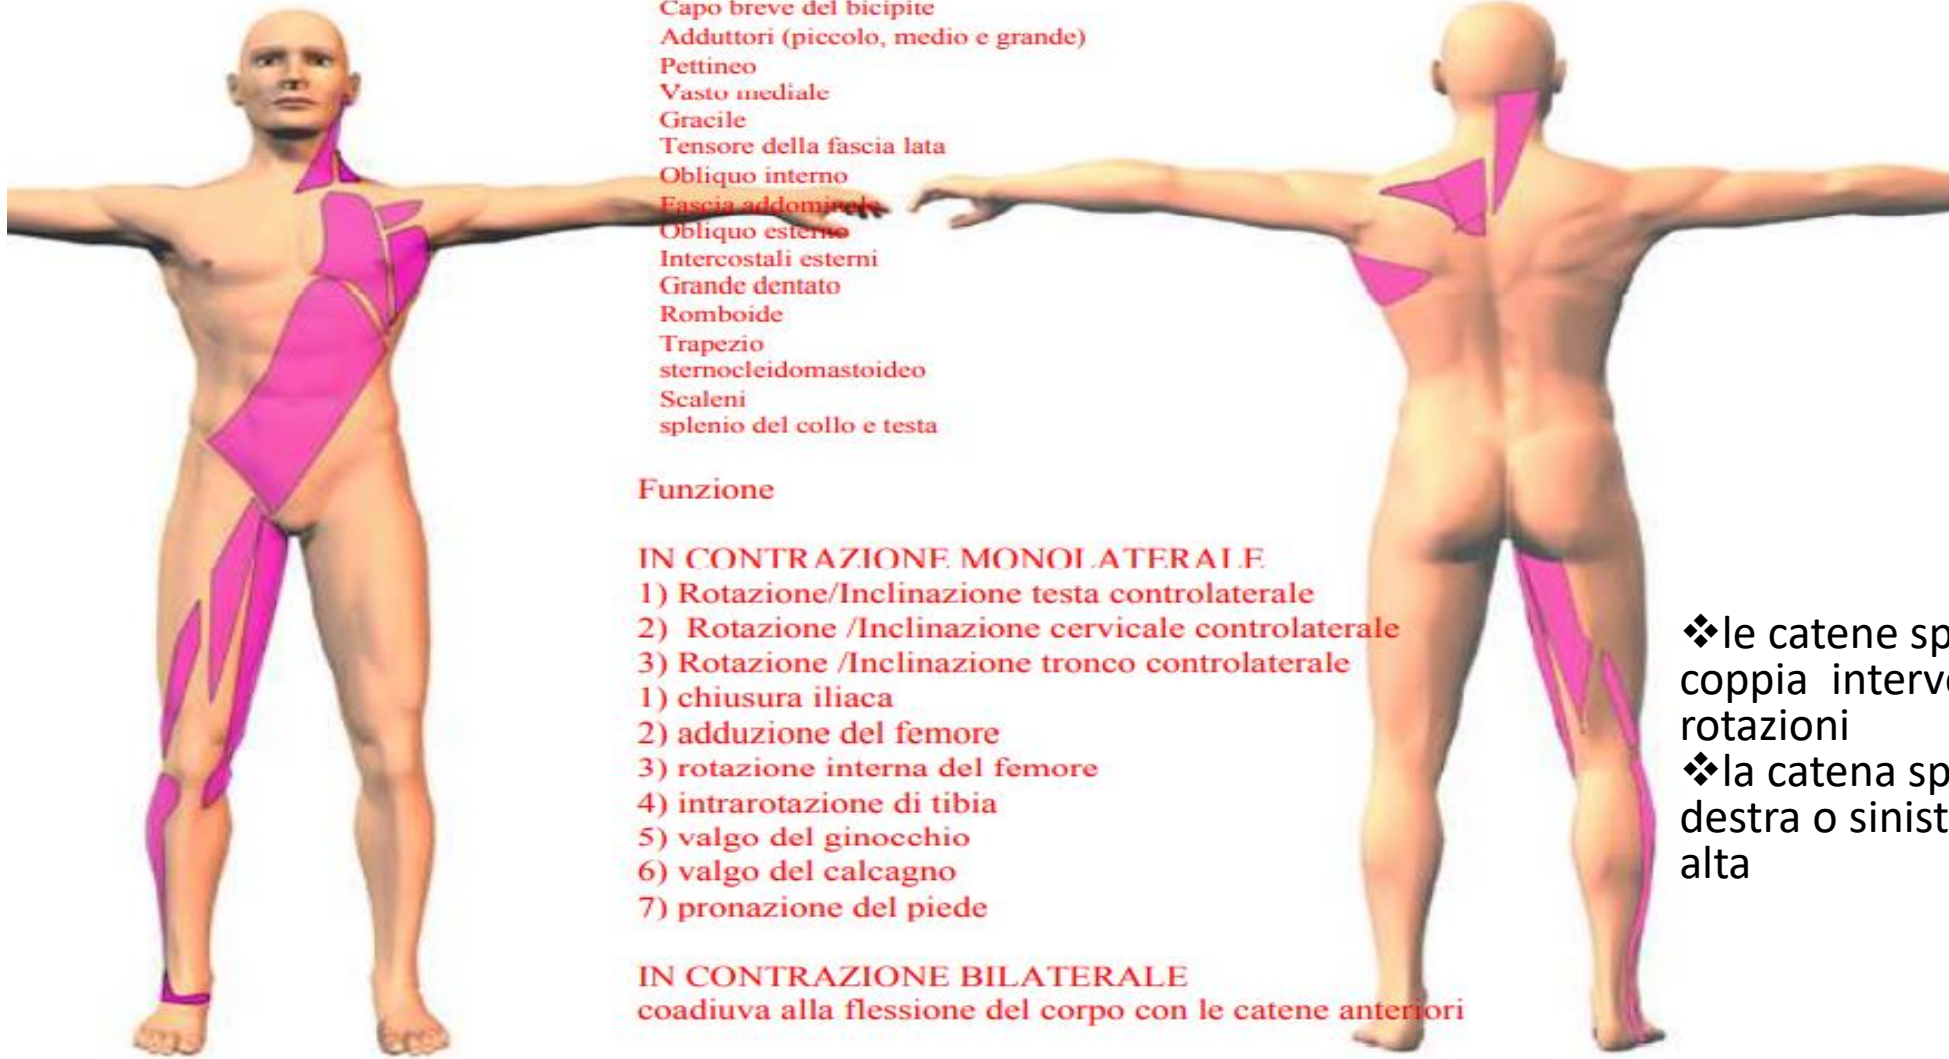 Capo breve del bicipite
Adduttori (piccolo, medio e grande)
Pettineo
Vasto mediale
Gracile
Tensore della fascia lata
Obliquo interno
Fascia addominale
Obliquo esterno
Intercostali esterni
Grande dentato
Romboide
Trapezio
sternocleidomastoideo
Scaleni
splenio del collo e testa
Funzione
IN CONTRAZIONE MONOLATERALE
1) Rotazione/Inclinazione testa controlaterale
2) Rotazione /Inclinazione cervicale controlaterale
3) Rotazione /Inclinazione tronco controlaterale
1) chiusura iliaca
2) adduzione del femore
3) rotazione interna del femore
4) intrarotazione di tibia
5) valgo del ginocchio
6) valgo del calcagno
7) pronazione del piede
IN CONTRAZIONE BILATERALE
coadiuva alla flessione del corpo con le catene anteriori
❖le catene
coppia
rotazioni
❖la catena
destra o
alta